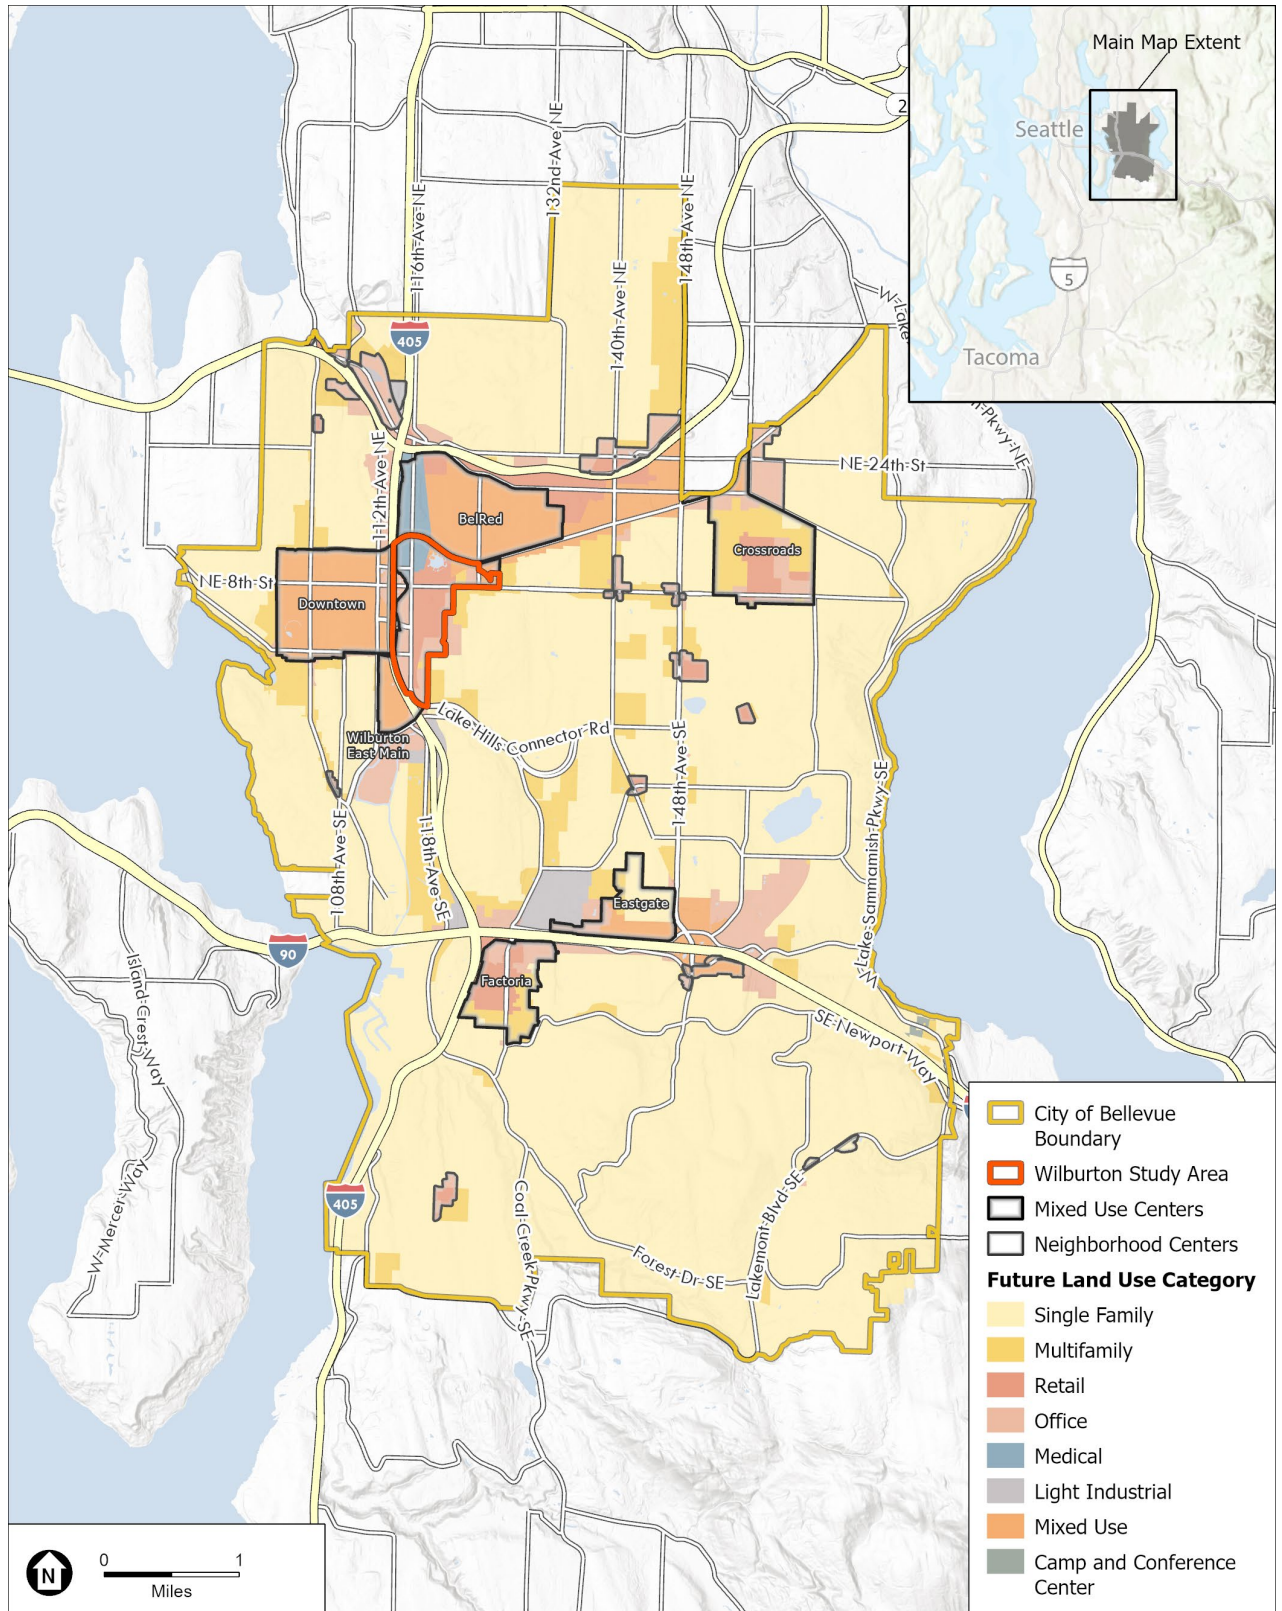 Main Map Extent
Seattle
5
Tacoma
2
132nd Ave NE
116th Ave NE
148th Ave NE
140th Ave NE
405
W Lake
Pkwy NE
112th Ave NE
NE 24th St
BelRed
Crossroads
NE 8th St
Downtown
Lake Hills Connector Rd
Wilburton
East Main
148th Ave SE
108th Ave SE
118th Ave SE
W Lake Sammamish Pkwy SE
Eastgate
90
Factoria
Island Crest Way
SE Newport Way
W Mercer Way
405
Coal Creek Pkwy SE
Forest Dr SE
Lakemont Blvd SE
City of Bellevue
Boundary
Wilburton Study Area
Mixed Use Centers
Neighborhood Centers
Future Land Use Category
Single Family
Multifamily
Retail
Office
Medical
Light Industrial
Mixed Use
Camp and Conference
Center
N
0 1
Miles